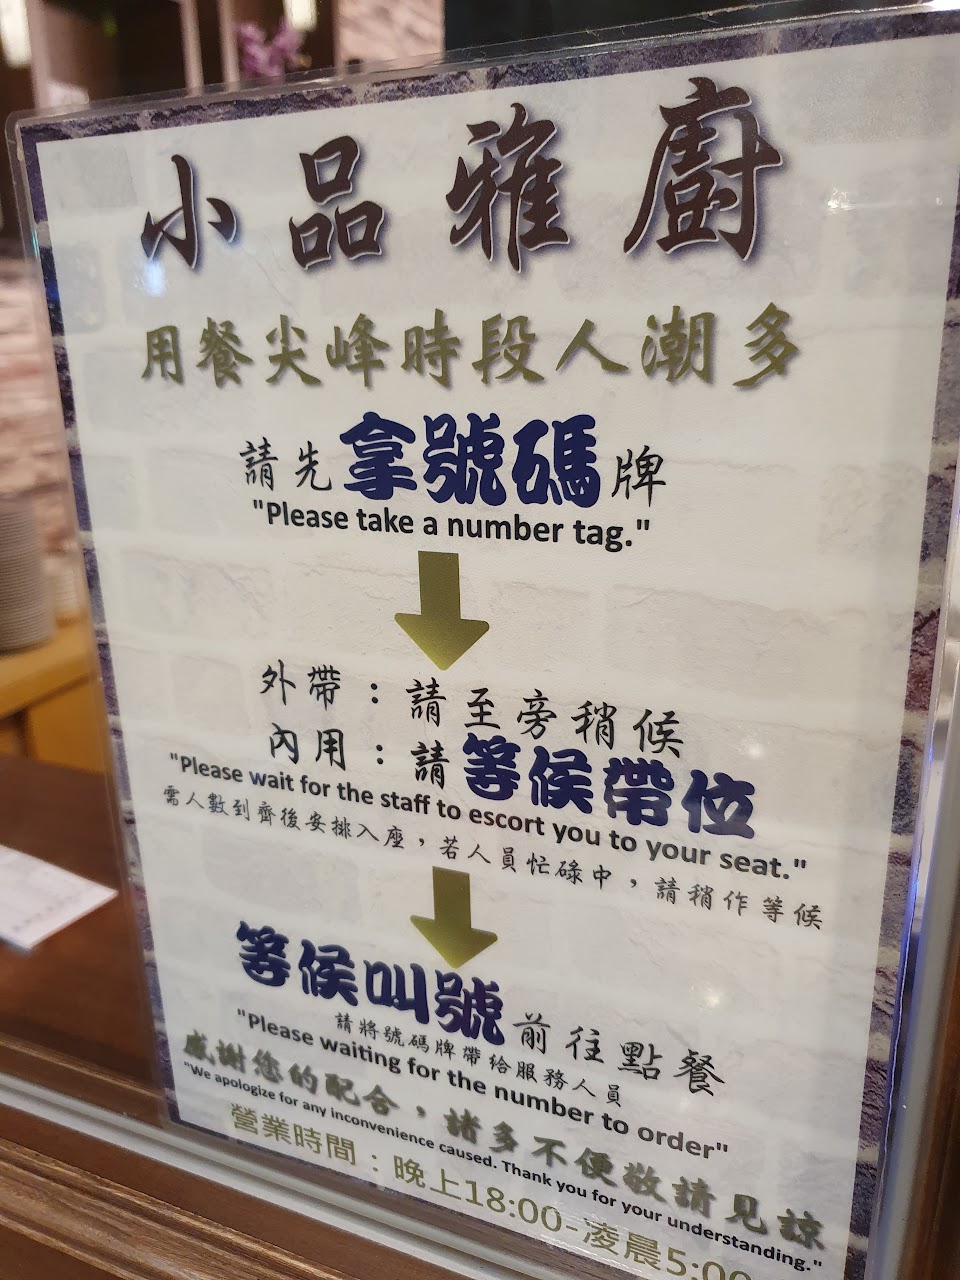 小品雅廚
用餐尖峰時段人潮多
請先拿號碼牌
"Please take a number tag."
外帶：請至旁稍候
內用：請等候帶位
"Please wait for the staff to escort you to your seat."
需人數到齊後安排入座，若人員忙碌中，請稍作等候
等候叫號前往點餐
請將號碼牌帶給服務人員
"Please waiting for the number to order"
感謝您的配合，諸多不便敬請見諒
"We apologize for any inconvenience caused. Thank you for your understanding."
營業時間：晚上18:00-凌晨5:00